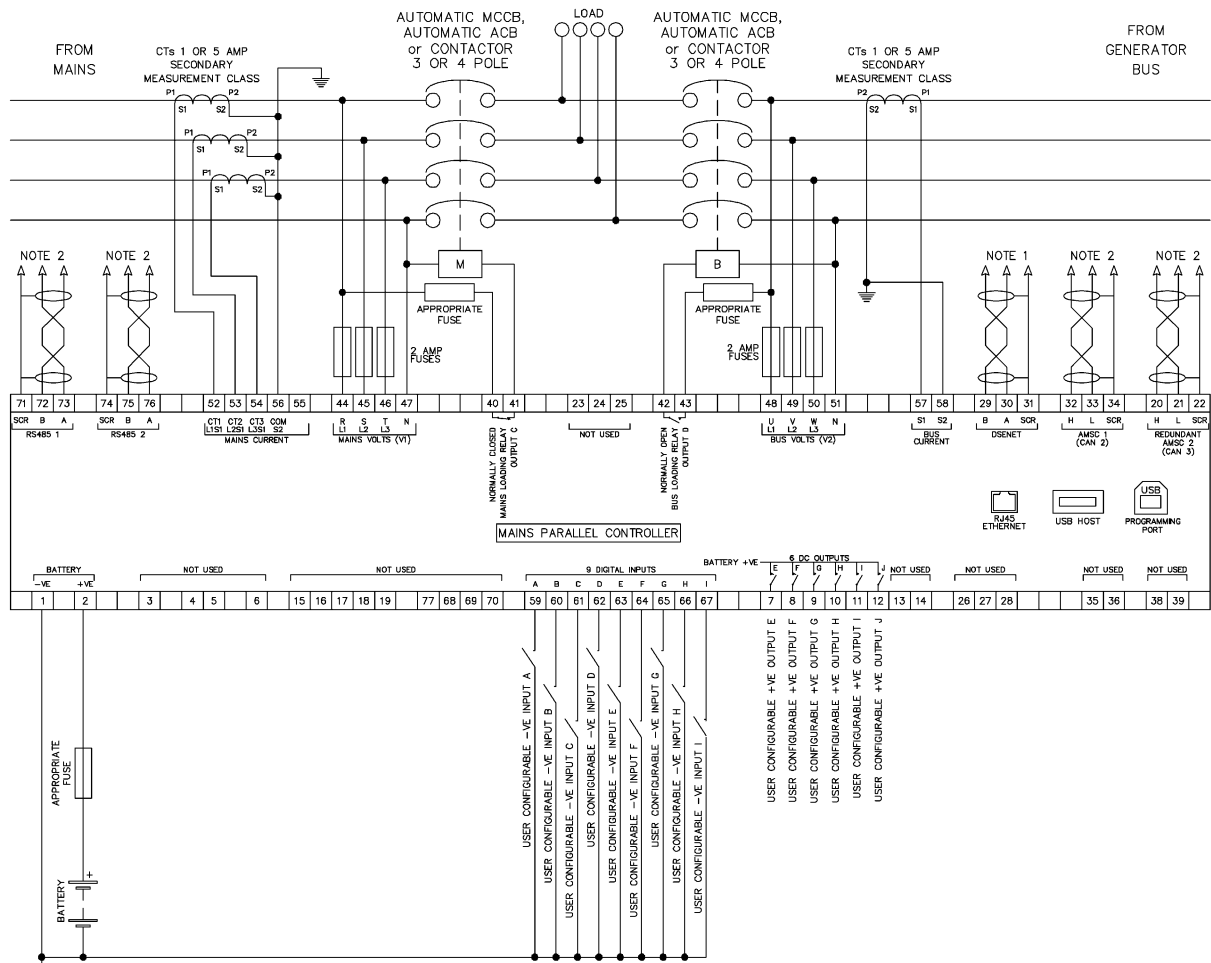 FROM
MAINS
CTs 1 OR 5 AMP
SECONDARY
MEASUREMENT CLASS
P1
P2
S1
S2
P1
P2
S1
S2
P1
P2
S1
S2
AUTOMATIC MCCB,
AUTOMATIC ACB
or CONTACTOR
3 OR 4 POLE
LOAD
AUTOMATIC MCCB,
AUTOMATIC ACB
or CONTACTOR
3 OR 4 POLE
CTs 1 OR 5 AMP
SECONDARY
MEASUREMENT CLASS
P2
P1
S2
S1
FROM
GENERATOR
BUS
NOTE 2
NOTE 2
M
APPROPRIATE
FUSE
2 AMP
FUSES
B
APPROPRIATE
FUSE
2 AMP
FUSES
NOTE 1
NOTE 2
NOTE 2
71 72 73 74 75 76 52 53 54 56 55 44 45 46 47 40 41 23 24 25 42 43 48 49 50 51 57 58 29 30 31 32 33 34 20 21 22
SCR B A
RS485 1
SCR B A
RS485 2
CT1 CT2 CT3 COM
L1S1 L2S1 L3S1 S2
MAINS CURRENT
R S T N
L1 L2 L3
MAINS VOLTS (V1)
NORMALLY CLOSED
MAINS LOADING RELAY
OUTPUT C
NOT USED
NORMALLY OPEN
BUS LOADING RELAY
OUTPUT D
U V W N
L1 L2 L3
BUS VOLTS (V2)
S1 S2
BUS
CURRENT
B A SCR
DSENET
H L SCR
AMSC 1
(CAN 2)
H L SCR
REDUNDANT
AMSC 2
(CAN 3)
MAINS PARALLEL CONTROLLER
RJ45
ETHERNET
USB HOST
USB
PROGRAMMING
PORT
BATTERY
-VE +VE
NOT USED
NOT USED
9 DIGITAL INPUTS
A B C D E F G H I
BATTERY +VE
6 DC OUTPUTS
E F G H I J
NOT USED
NOT USED
NOT USED
NOT USED
1 2 3 4 5 6 15 16 17 18 19 77 68 69 70 59 60 61 62 63 64 65 66 67 7 8 9 10 11 12 13 14 26 27 28 35 36 38 39
APPROPRIATE
FUSE
BATTERY
+
USER CONFIGURABLE -VE INPUT A
USER CONFIGURABLE -VE INPUT B
USER CONFIGURABLE -VE INPUT C
USER CONFIGURABLE -VE INPUT D
USER CONFIGURABLE -VE INPUT E
USER CONFIGURABLE -VE INPUT F
USER CONFIGURABLE -VE INPUT G
USER CONFIGURABLE -VE INPUT H
USER CONFIGURABLE -VE INPUT I
USER CONFIGURABLE +VE OUTPUT E
USER CONFIGURABLE +VE OUTPUT F
USER CONFIGURABLE +VE OUTPUT G
USER CONFIGURABLE +VE OUTPUT H
USER CONFIGURABLE +VE OUTPUT I
USER CONFIGURABLE +VE OUTPUT J